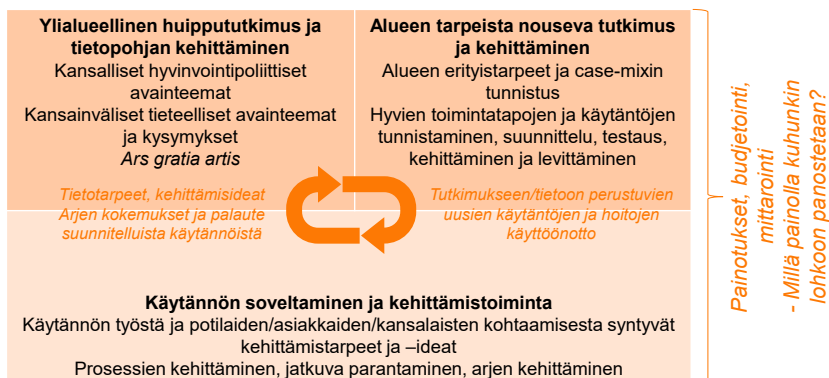 Ylialueellinen huippututkimus ja
tietopohjan kehittäminen
Kansalliset hyvinvointipoliittiset
avainteemat
Kansainväliset tieteelliset avainteemat
ja kysymykset
Ars gratia artis
Alueen tarpeista nouseva tutkimus
ja kehittäminen
Alueen erityistarpeet ja case-mixin
tunnistus
Hyvien toimintatapojen ja käytäntöjen
tunnistaminen, suunnittelu, testaus,
kehittäminen ja levittäminen
Tietotarpeet, kehittämisideat
Arjen kokemukset ja palaute
suunnitelluista käytännöistä
Tutkimukseen/tietoon perustuvien
uusien käytäntöjen ja hoitojen
käyttöönotto
Käytännön soveltaminen ja kehittämistoiminta
Käytännön työstä ja potilaiden/asiakkaiden/kansalaisten kohtaamisesta syntyvät
kehittämistarpeet ja –ideat
Prosessien kehittäminen, jatkuva parantaminen, arjen kehittäminen
Painotukset, budjetointi,
mittarointi
- Millä painolla kuhunkin
lohkoon panostetaan?